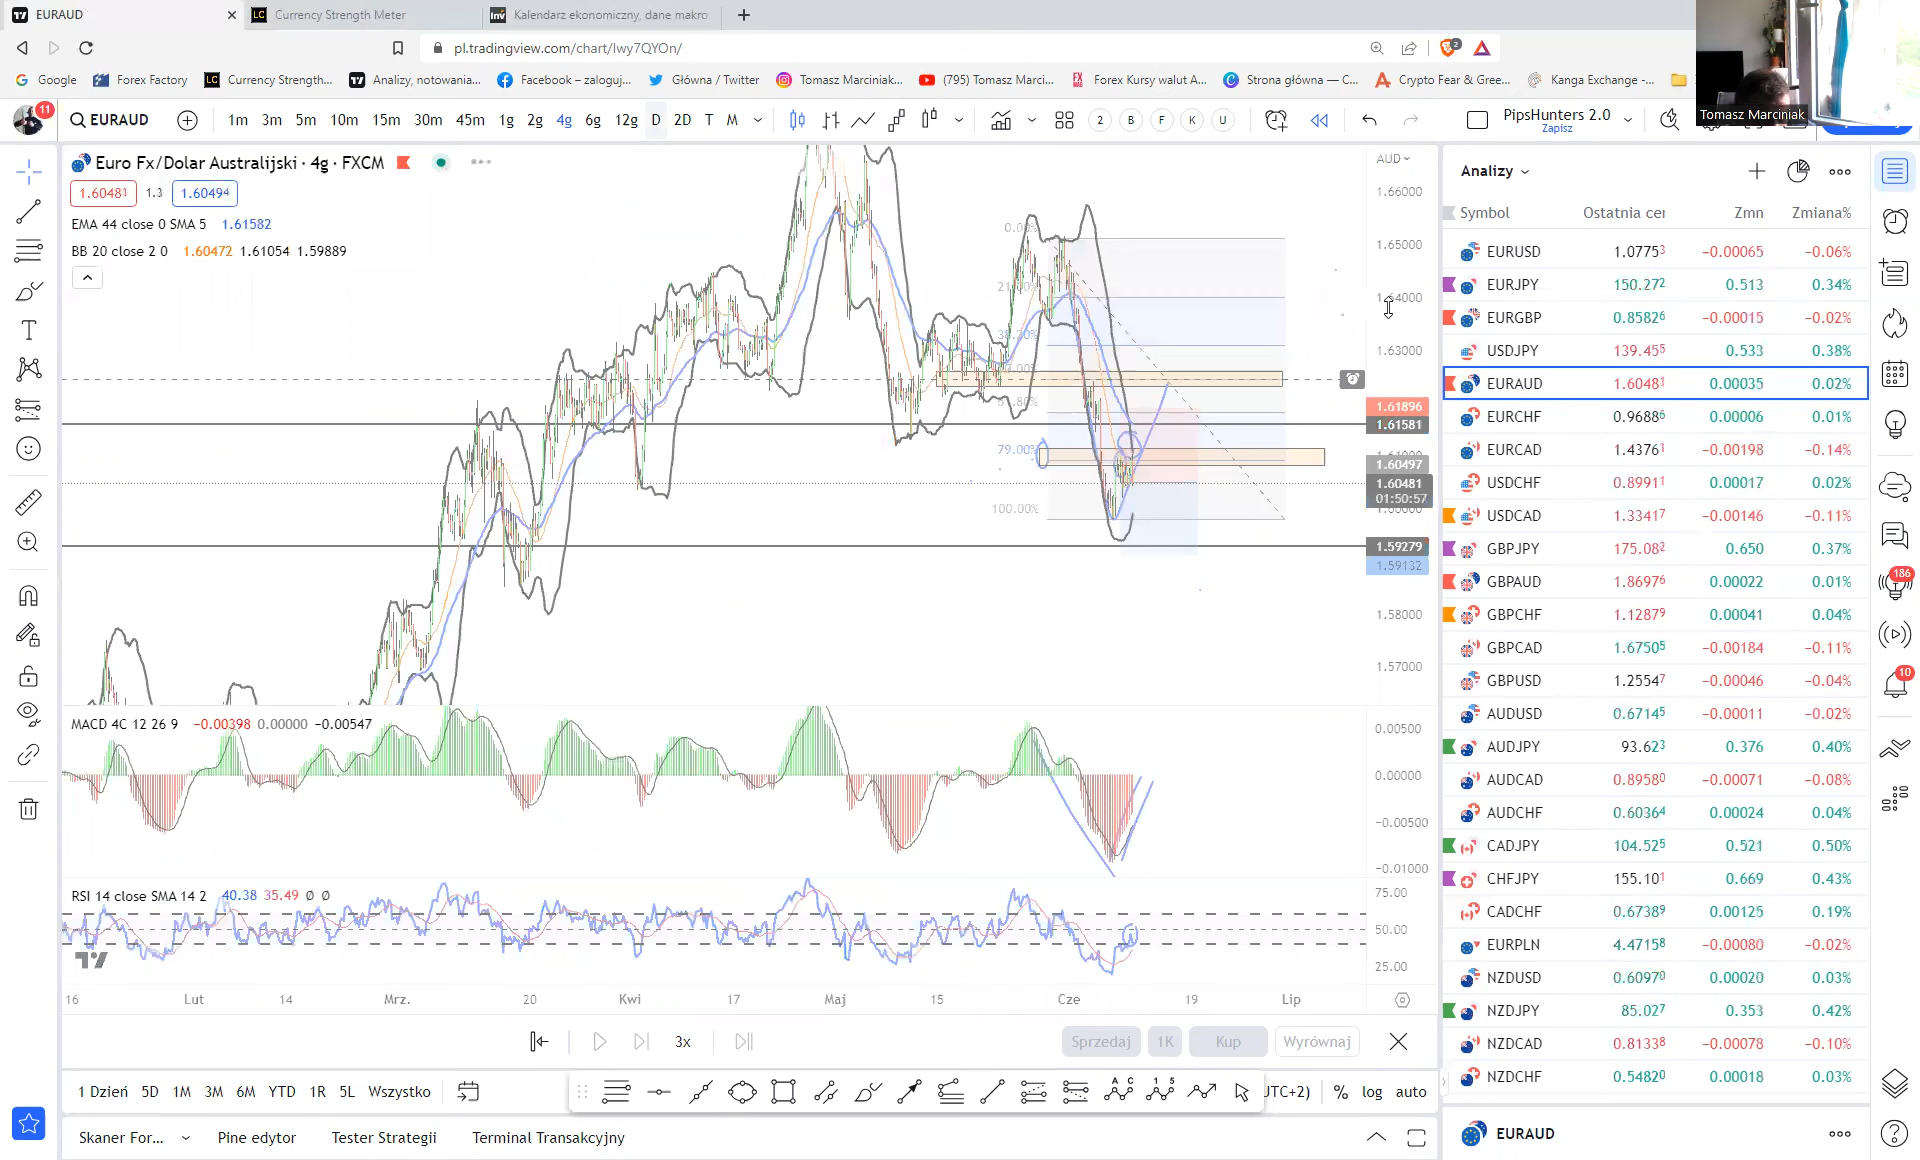 EURAUD
Currency Strength Meter
Kalendarz ekonomiczny, dane makro
pl.tradingview.com/chart/lwy7QYOn/
2
Google
Forex Factory
Currency Strength...
Analizy, notowania...
Facebook – zaloguj...
Główna / Twitter
Tomasz Marciniak...
(795) Tomasz Marci...
Forex Kursy walut A...
Strona główna — C...
Crypto Fear & Gree...
Kanga Exchange -...
Tomasz Marciniak
11
EURAUD
1m 3m 5m 10m 15m 30m 45m 1g 2g 4g 6g 12g D 2D T M
2 B F K U
PipsHunters 2.0
Zapisz
Euro Fx/Dolar Australijski · 4g · FXCM
1.60481 1.3 1.60494
EMA 44 close 0 SMA 5 1.61582
BB 20 close 2 0 1.60472 1.61054 1.59889
AUD
1.66000
1.65000
1.64000
1.63000
1.61896
1.61581
1.60497
1.60481
01:50:57
1.59279
1.59132
1.58000
1.57000
38.20%
79.00%
100.00%
MACD 4C 12 26 9 −0.00398 0.00000 −0.00547
0.00500
0.00000
−0.00500
−0.01000
RSI 14 close SMA 14 2 40.38 35.49 Ø Ø
75.00
50.00
25.00
16 Lut 14 Mrz. 20 Kwi 17 Maj 15 Cze 19 Lip
3x
Sprzedaj 1K Kup Wyrównaj
1 Dzień 5D 1M 3M 6M YTD 1R 5L Wszystko
UTC+2) % log auto
Skaner For... Pine edytor Tester Strategii Terminal Transakcyjny
Analizy
Symbol Ostatnia cer Zmn Zmiana%
EURUSD 1.07753 −0.00065 −0.06%
EURJPY 150.272 0.513 0.34%
EURGBP 0.85826 −0.00015 −0.02%
USDJPY 139.455 0.533 0.38%
EURAUD 1.60481 0.00035 0.02%
EURCHF 0.96886 0.00006 0.01%
EURCAD 1.43761 −0.00198 −0.14%
USDCHF 0.89911 0.00017 0.02%
USDCAD 1.33417 −0.00146 −0.11%
GBPJPY 175.082 0.650 0.37%
GBPAUD 1.86976 0.00022 0.01%
GBPCHF 1.12879 0.00041 0.04%
GBPCAD 1.67505 −0.00184 −0.11%
GBPUSD 1.25547 −0.00046 −0.04%
AUDUSD 0.67145 −0.00011 −0.02%
AUDJPY 93.623 0.376 0.40%
AUDCAD 0.89580 −0.00071 −0.08%
AUDCHF 0.60364 0.00024 0.04%
CADJPY 104.525 0.521 0.50%
CHFJPY 155.101 0.669 0.43%
CADCHF 0.67389 0.00125 0.19%
EURPLN 4.47158 −0.00080 −0.02%
NZDUSD 0.60970 0.00020 0.03%
NZDJPY 85.027 0.353 0.42%
NZDCAD 0.81338 −0.00078 −0.10%
NZDCHF 0.54820 0.00018 0.03%
EURAUD
186
10